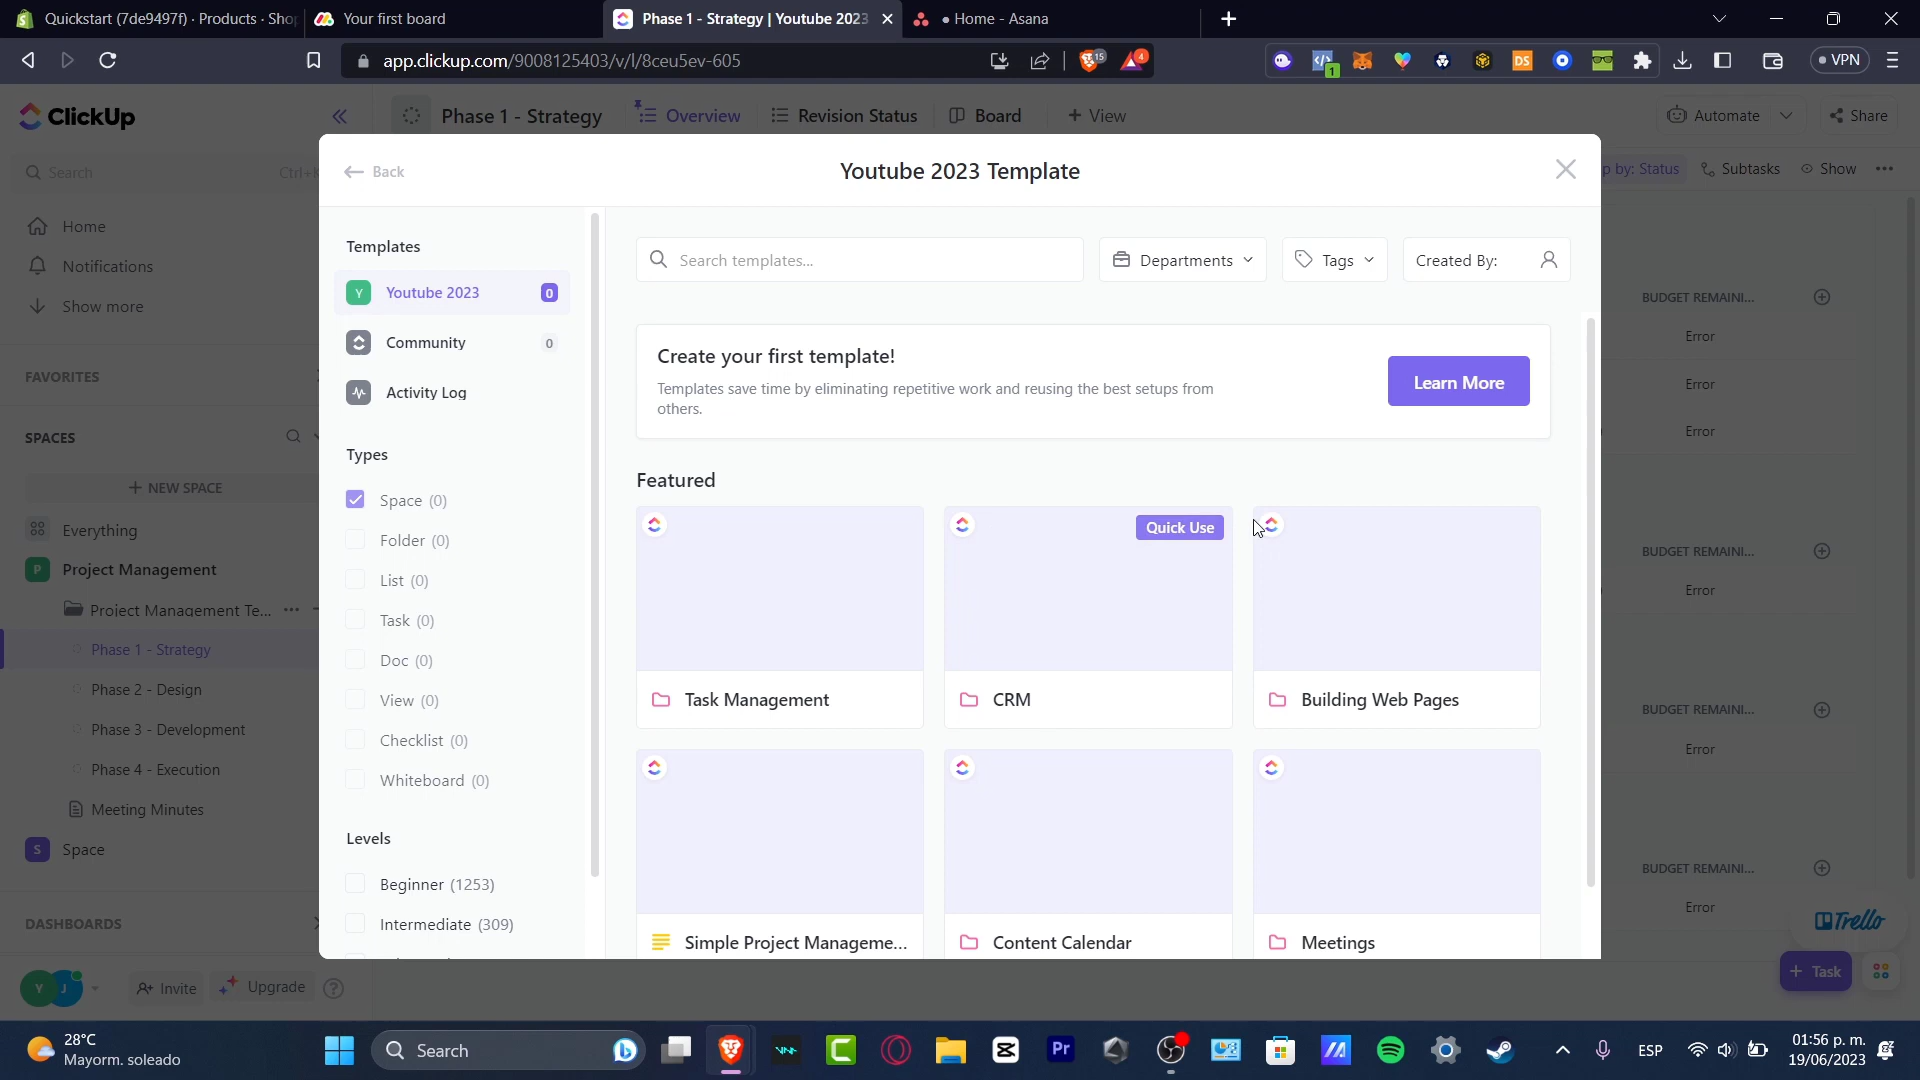 Quickstart (7de9497f) · Products · Sho
Your first board
Phase 1 - Strategy | Youtube 2023
• Home - Asana
app.clickup.com/9008125403/v/l/8ceu5ev-605
15
4
1
DS
VPN
ClickUp
Phase 1 - Strategy
Overview
Revision Status
Board
+ View
Automate
Share
Search
Ctrl+K
Back
Youtube 2023 Template
p by: Status
Subtasks
Show
Home
Notifications
Show more
FAVORITES
SPACES
+ NEW SPACE
Everything
P
Project Management
Project Management Te...
Phase 1 - Strategy
Phase 2 - Design
Phase 3 - Development
Phase 4 - Execution
Meeting Minutes
S
Space
DASHBOARDS
Y
J
Invite
Upgrade
Templates
Y
Youtube 2023
0
Community
0
Activity Log
Types
Space (0)
Folder (0)
List (0)
Task (0)
Doc (0)
View (0)
Checklist (0)
Whiteboard (0)
Levels
Beginner (1253)
Intermediate (309)
Search templates...
Departments
Tags
Created By:
Create your first template!
Templates save time by eliminating repetitive work and reusing the best setups from
others.
Learn More
Featured
Quick Use
Task Management
CRM
Building Web Pages
Simple Project Manageme...
Content Calendar
Meetings
BUDGET REMAINI...
Error
Error
Error
BUDGET REMAINI...
Error
BUDGET REMAINI...
Error
BUDGET REMAINI...
Error
Trello
+ Task
28°C
Mayorm. soleado
Search
Pr
ESP
01:56 p. m.
19/06/2023